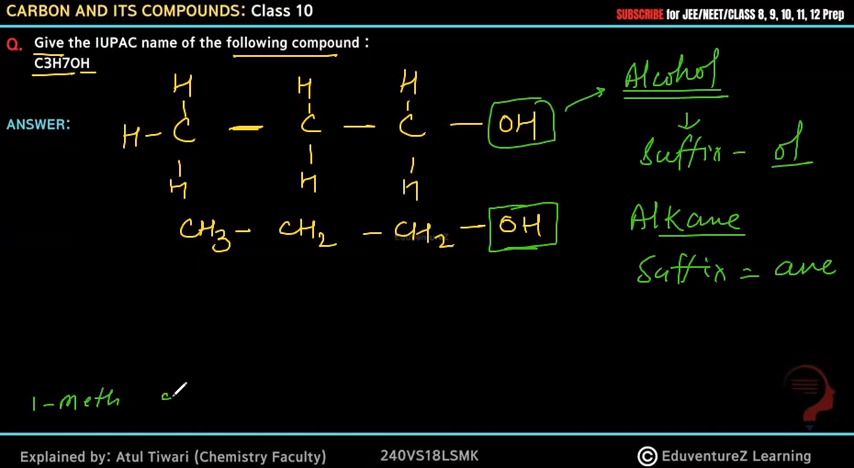 CARBON AND ITS COMPOUNDS: Class 10
SUBSCRIBE for JEE/NEET/CLASS 8, 9, 10, 11, 12 Prep
Q. Give the IUPAC name of the following compound :
C3H7OH
ANSWER:
H H H
H - C - C - C - OH
H H H
CH3 - CH2 - CH2 - OH
Alcohol
Suffix - ol
Alkane
Suffix = ane
1 - Meth
Explained by: Atul Tiwari (Chemistry Faculty)
240VS18LSMK
© EduventureZ Learning